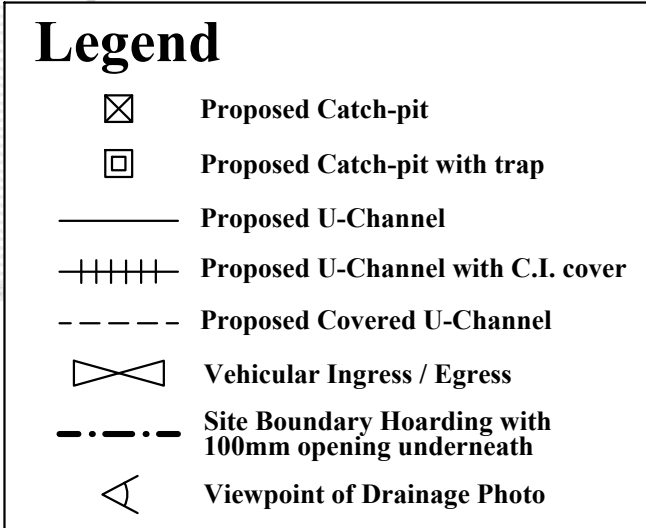 Legend
Proposed Catch-pit
Proposed Catch-pit with trap
Proposed U-Channel
Proposed U-Channel with C.I. cover
Proposed Covered U-Channel
Vehicular Ingress / Egress
Site Boundary Hoarding with
100mm opening underneath
Viewpoint of Drainage Photo